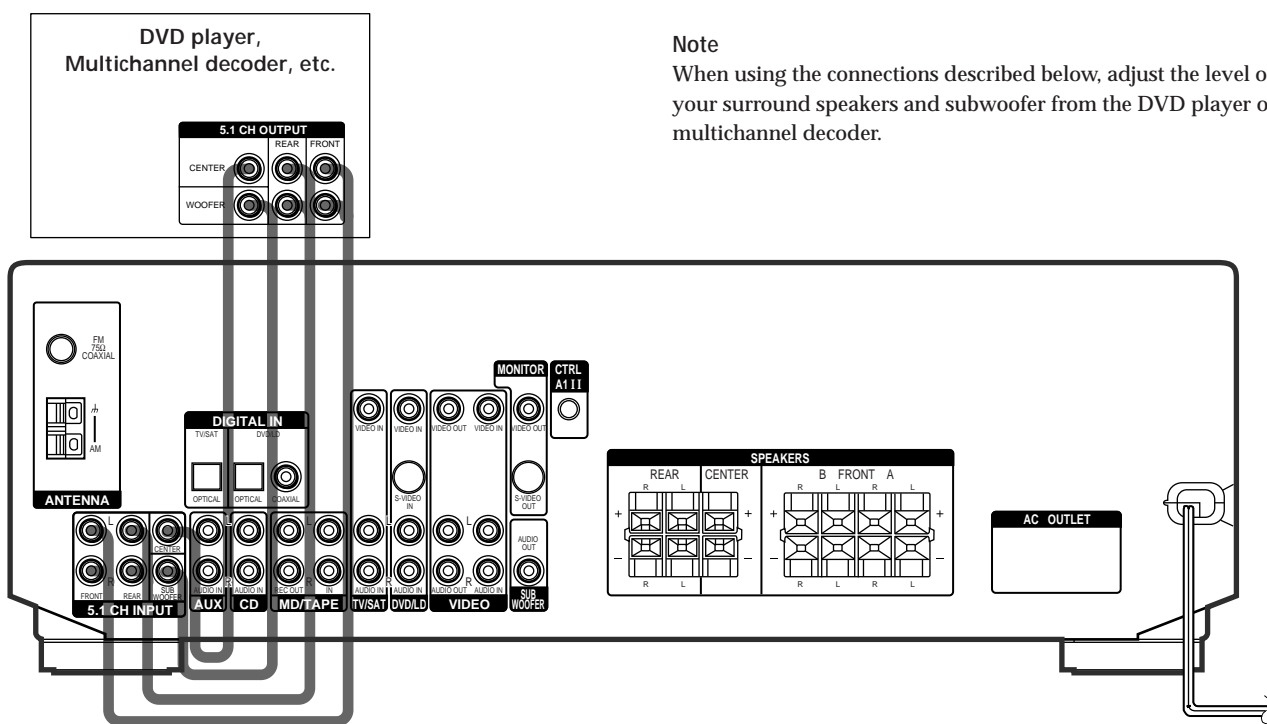 DVD player,
Multichannel decoder, etc.
Note
When using the connections described below, adjust the level o
your surround speakers and subwoofer from the DVD player o
multichannel decoder.
5.1 CH OUTPUT
REAR FRONT
CENTER
WOOFER
FM
75Ω
COAXIAL
AM
ANTENNA
DIGITAL IN
TV/SAT DVD/LD
OPTICAL OPTICAL COAXIAL
MONITOR
CTRL
A1 II
VIDEO IN VIDEO IN VIDEO OUT VIDEO IN VIDEO OUT
S-VIDEO
IN
S-VIDEO
OUT
AUDIO
OUT
L L L L L
CENTER
R R R R R
FRONT REAR SUB
WOOFER
AUDIO IN AUDIO IN REC OUT IN AUDIO IN AUDIO IN AUDIO OUT AUDIO IN
5.1 CH INPUT AUX CD MD/TAPE TV/SAT DVD/LD VIDEO SUB
WOOFER
SPEAKERS
REAR CENTER B FRONT A
R L R L R L
+ + + +
– – – –
R L R L R L
AC OUTLET